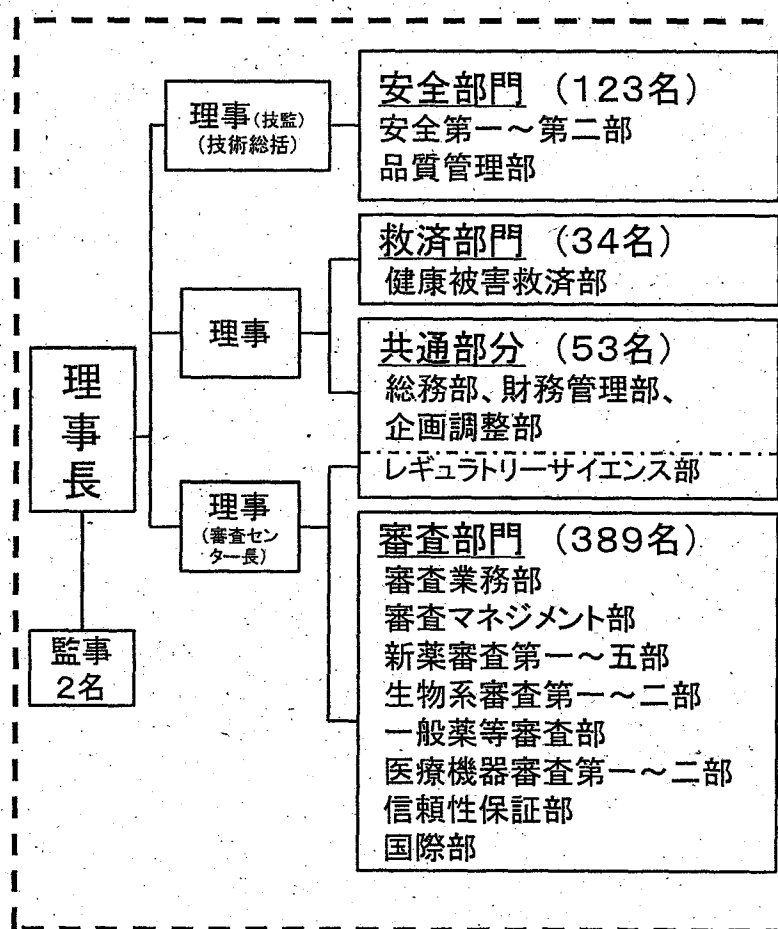 理事(技監)
(技術総括)
安全部門 (123名)
安全第一～第二部
品質管理部
救済部門 (34名)
健康被害救済部
理事
共通部分 (53名)
総務部、財務管理部、
企画調整部
レギュラトリーサイエンス部
理事長
理事
(審査セン
ター長)
審査部門 (389名)
審査業務部
審査マネジメント部
新薬審査第一～五部
生物系審査第一～二部
一般薬等審査部
医療機器審査第一～二部
信頼性保証部
国際部
監事
2名